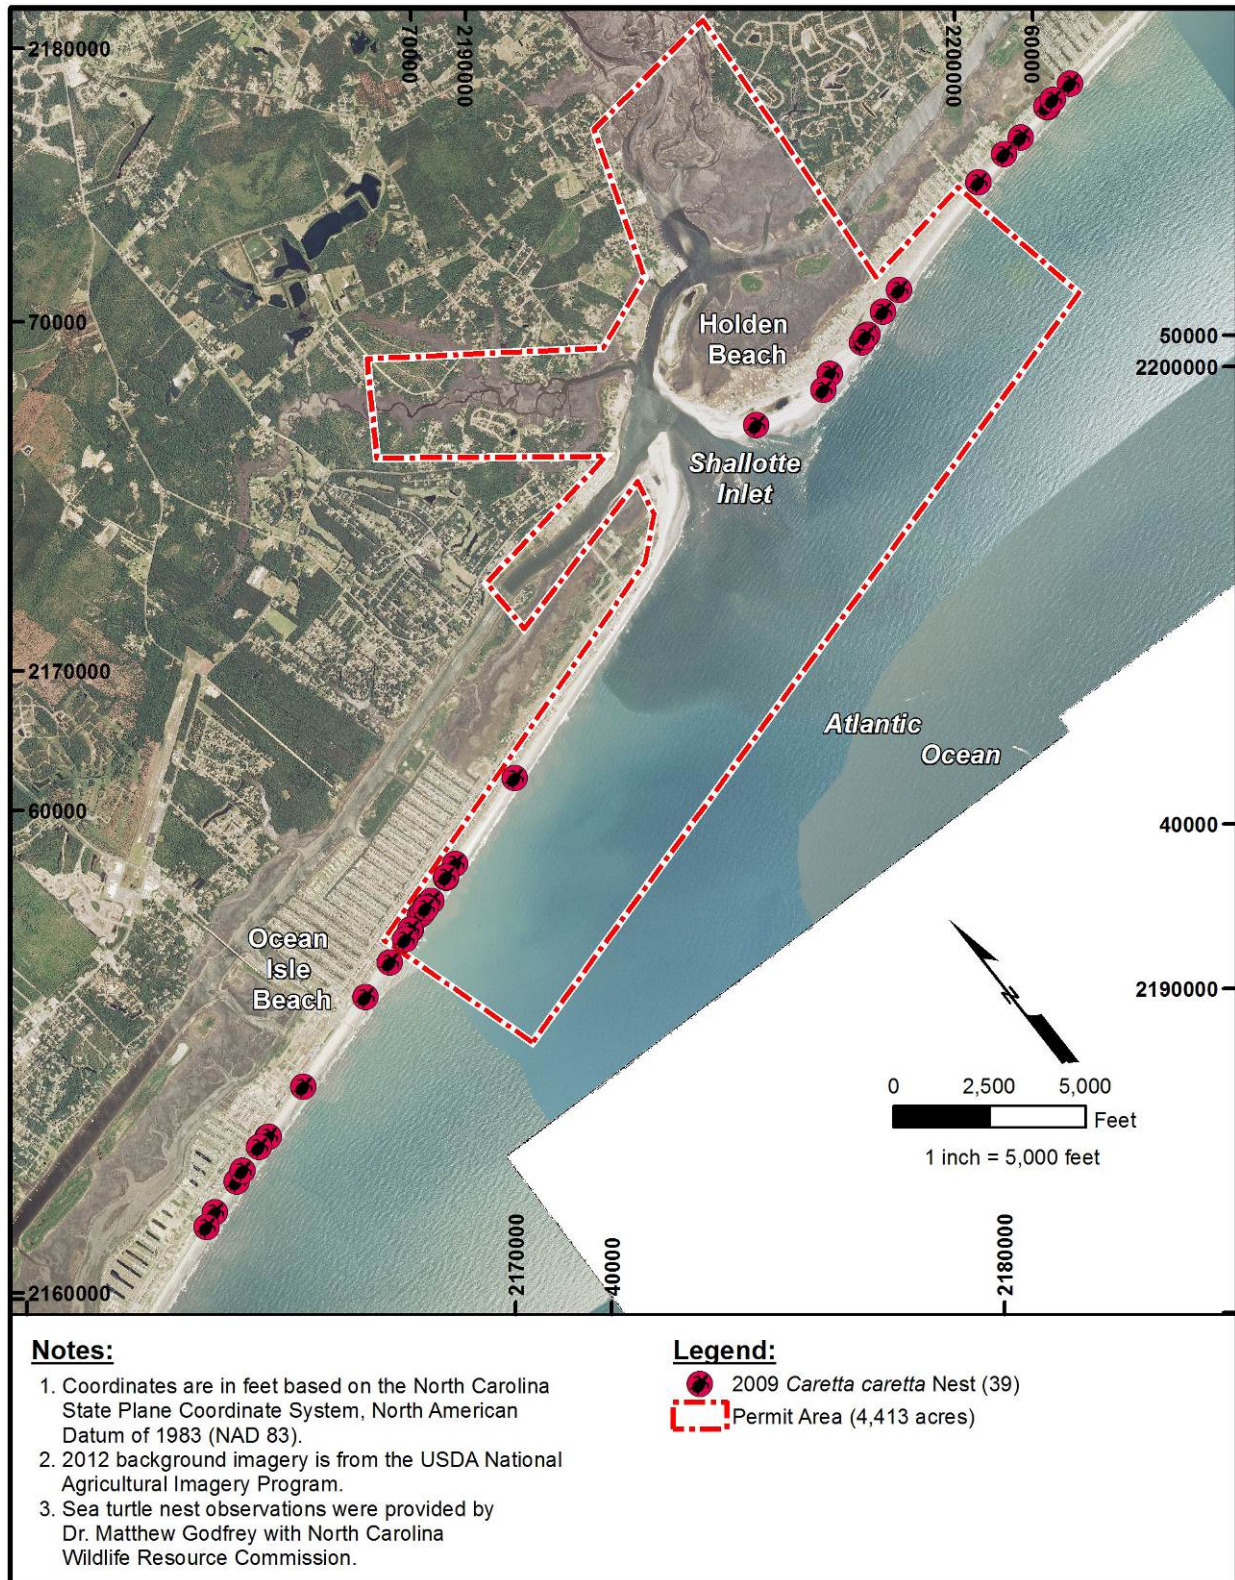 2180000
70000
2190000
2200000
60000
70000
50000
2200000
Holden
Beach
Shallotte
Inlet
2170000
Atlantic
Ocean
60000
40000
Ocean
Isle
Beach
2190000
N
0 2,500 5,000
Feet
1 inch = 5,000 feet
2170000
40000
2180000
2160000
Notes:
1. Coordinates are in feet based on the North Carolina
State Plane Coordinate System, North American
Datum of 1983 (NAD 83).
2. 2012 background imagery is from the USDA National
Agricultural Imagery Program.
3. Sea turtle nest observations were provided by
Dr. Matthew Godfrey with North Carolina
Wildlife Resource Commission.
Legend:
2009 Caretta caretta Nest (39)
Permit Area (4,413 acres)